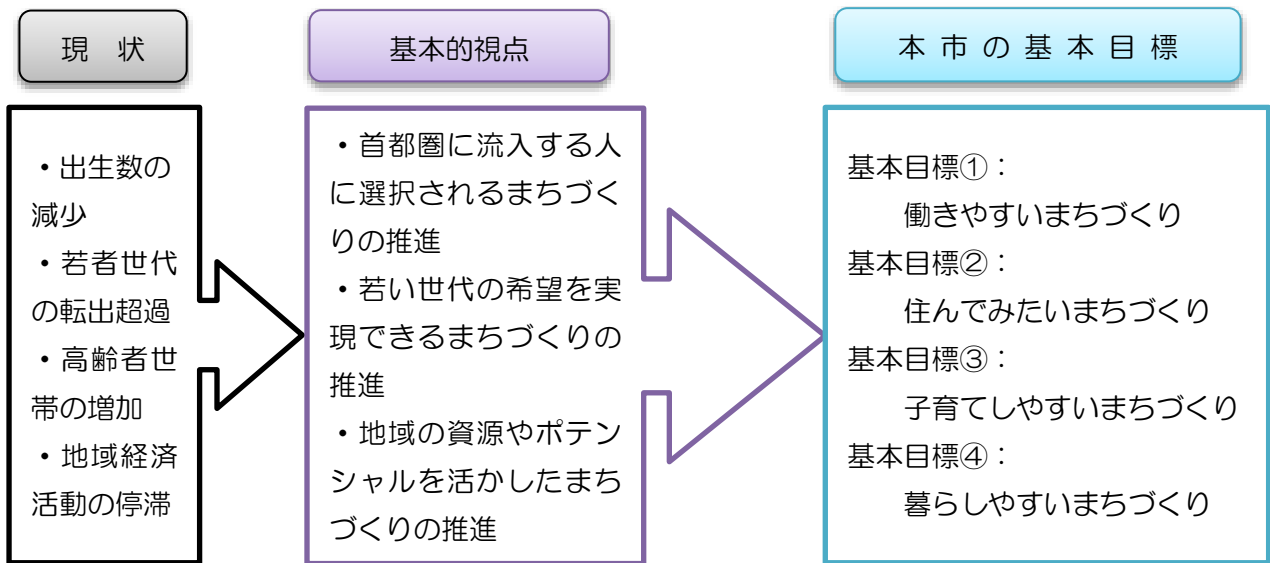 現　状
・出生数の
減少
・若者世代
の転出超過
・高齢者世
帯の増加
・地域経済
活動の停滞
基本的視点
・首都圏に流入する人
に選択されるまちづく
りの推進
・若い世代の希望を実
現できるまちづくりの
推進
・地域の資源やポテン
シャルを活かしたまち
づくりの推進
本 市 の 基 本 目 標
基本目標①：
働きやすいまちづくり
基本目標②：
住んでみたいまちづくり
基本目標③：
子育てしやすいまちづくり
基本目標④：
暮らしやすいまちづくり